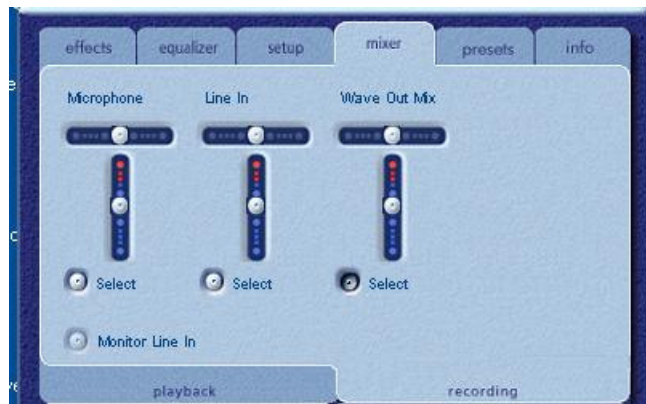 effects equalizer setup mixer presets info
Microphone Line In Wave Out Mix
Select Select Select
Monitor Line In
playback recording